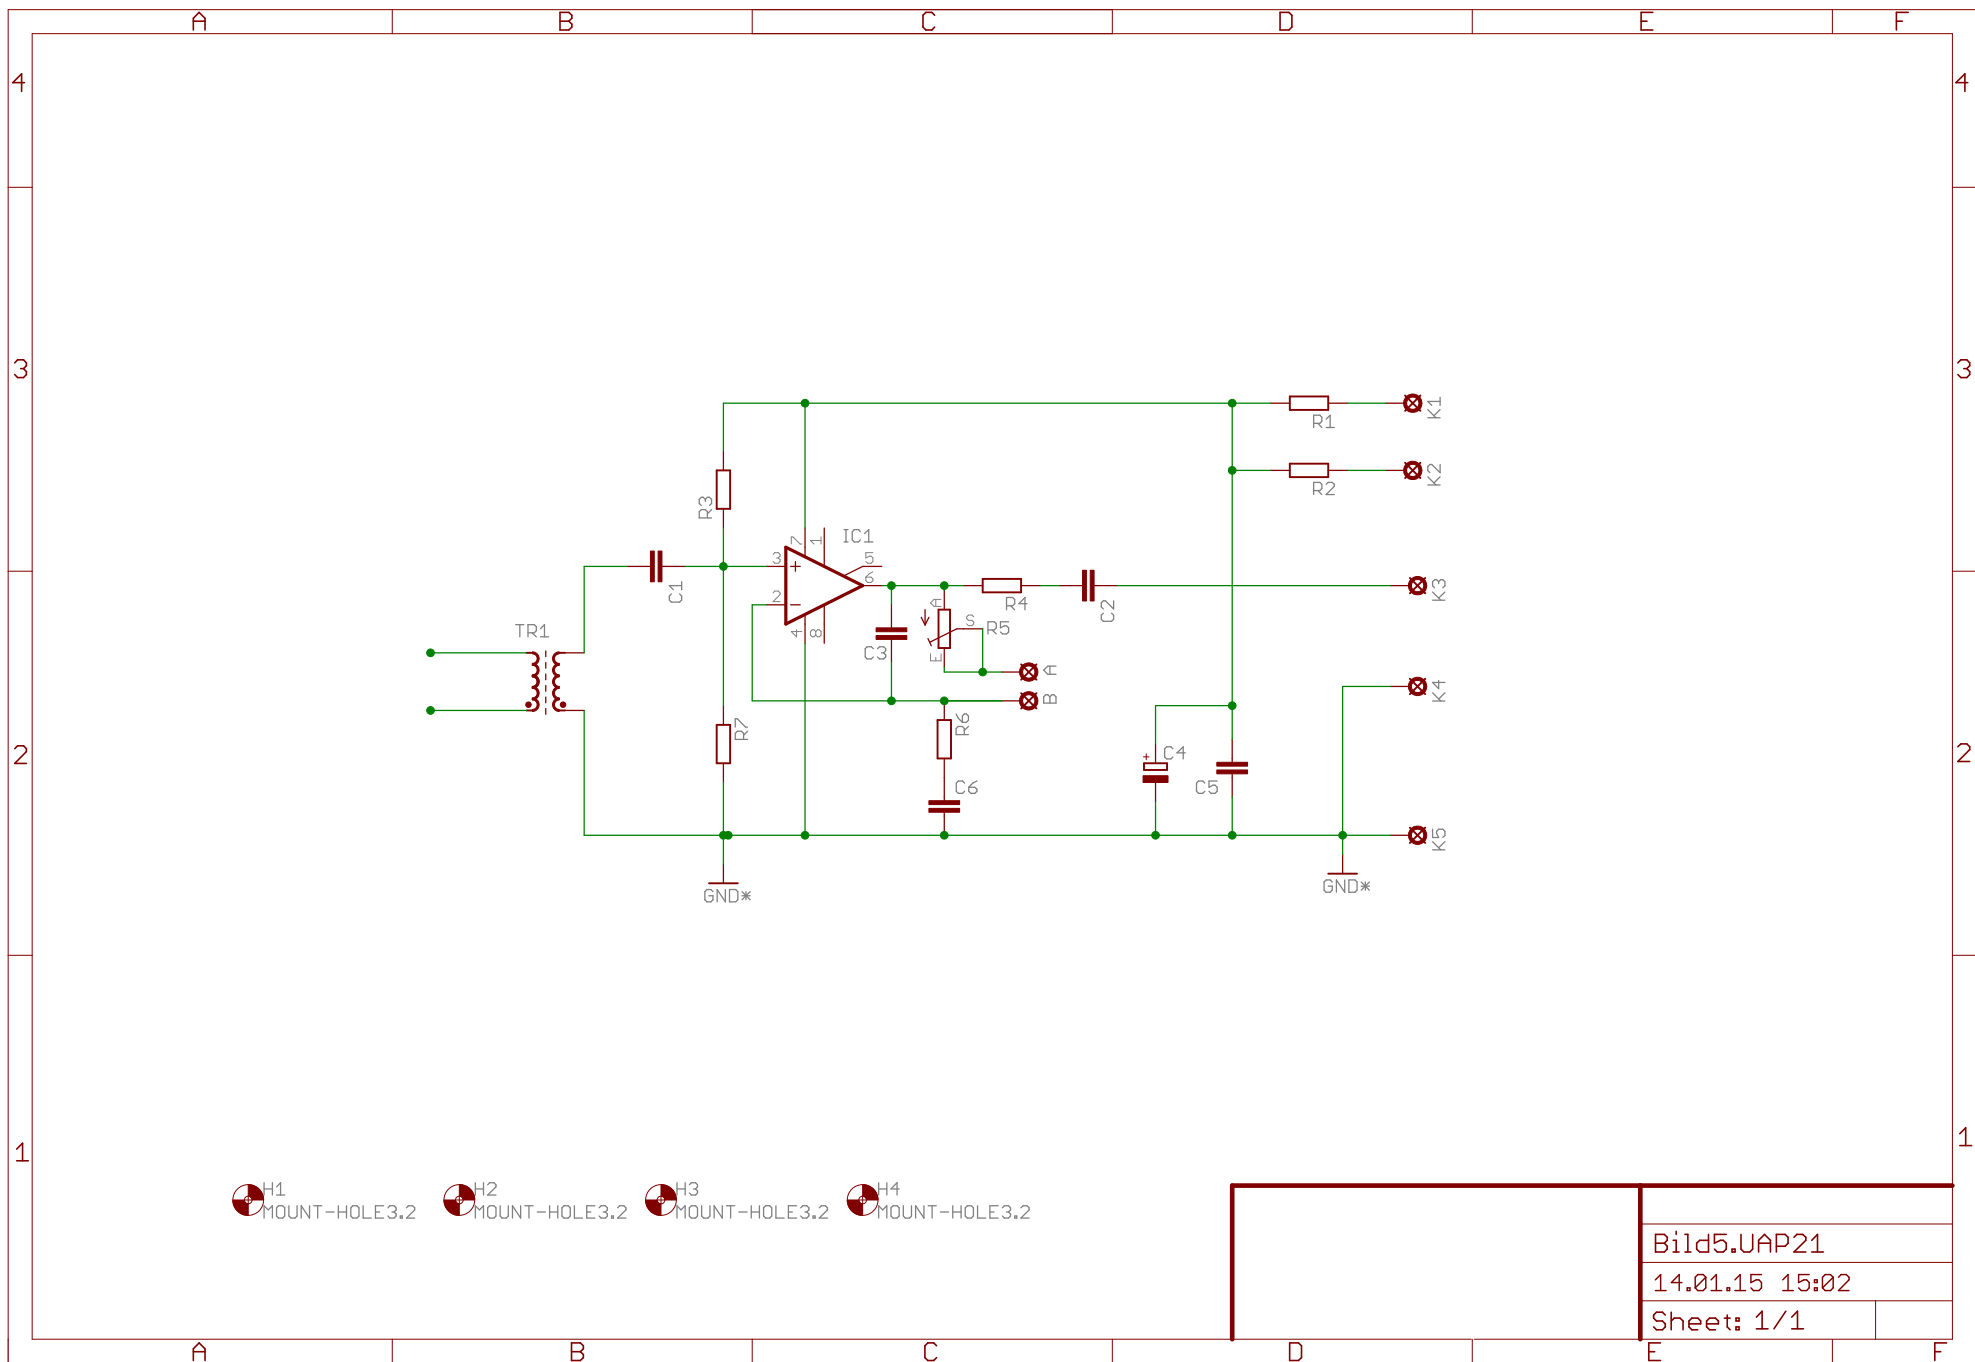 A B C D E F
4 4
3 3
K1
R1
K2
R2
R3
7 1 IC1
3 + 5
6
2 -
C1
A
R4
C2
K3
4 8
S R5
C3
E
TR1
A
B
K4
R6
R7
+ C4
C5
C6
2 2
K5
GND* GND*
1 1
H1 H2 H3 H4
MOUNT-HOLE3.2 MOUNT-HOLE3.2 MOUNT-HOLE3.2 MOUNT-HOLE3.2
Bild5.UAP21
14.01.15 15:02
Sheet: 1/1
A B C D E F